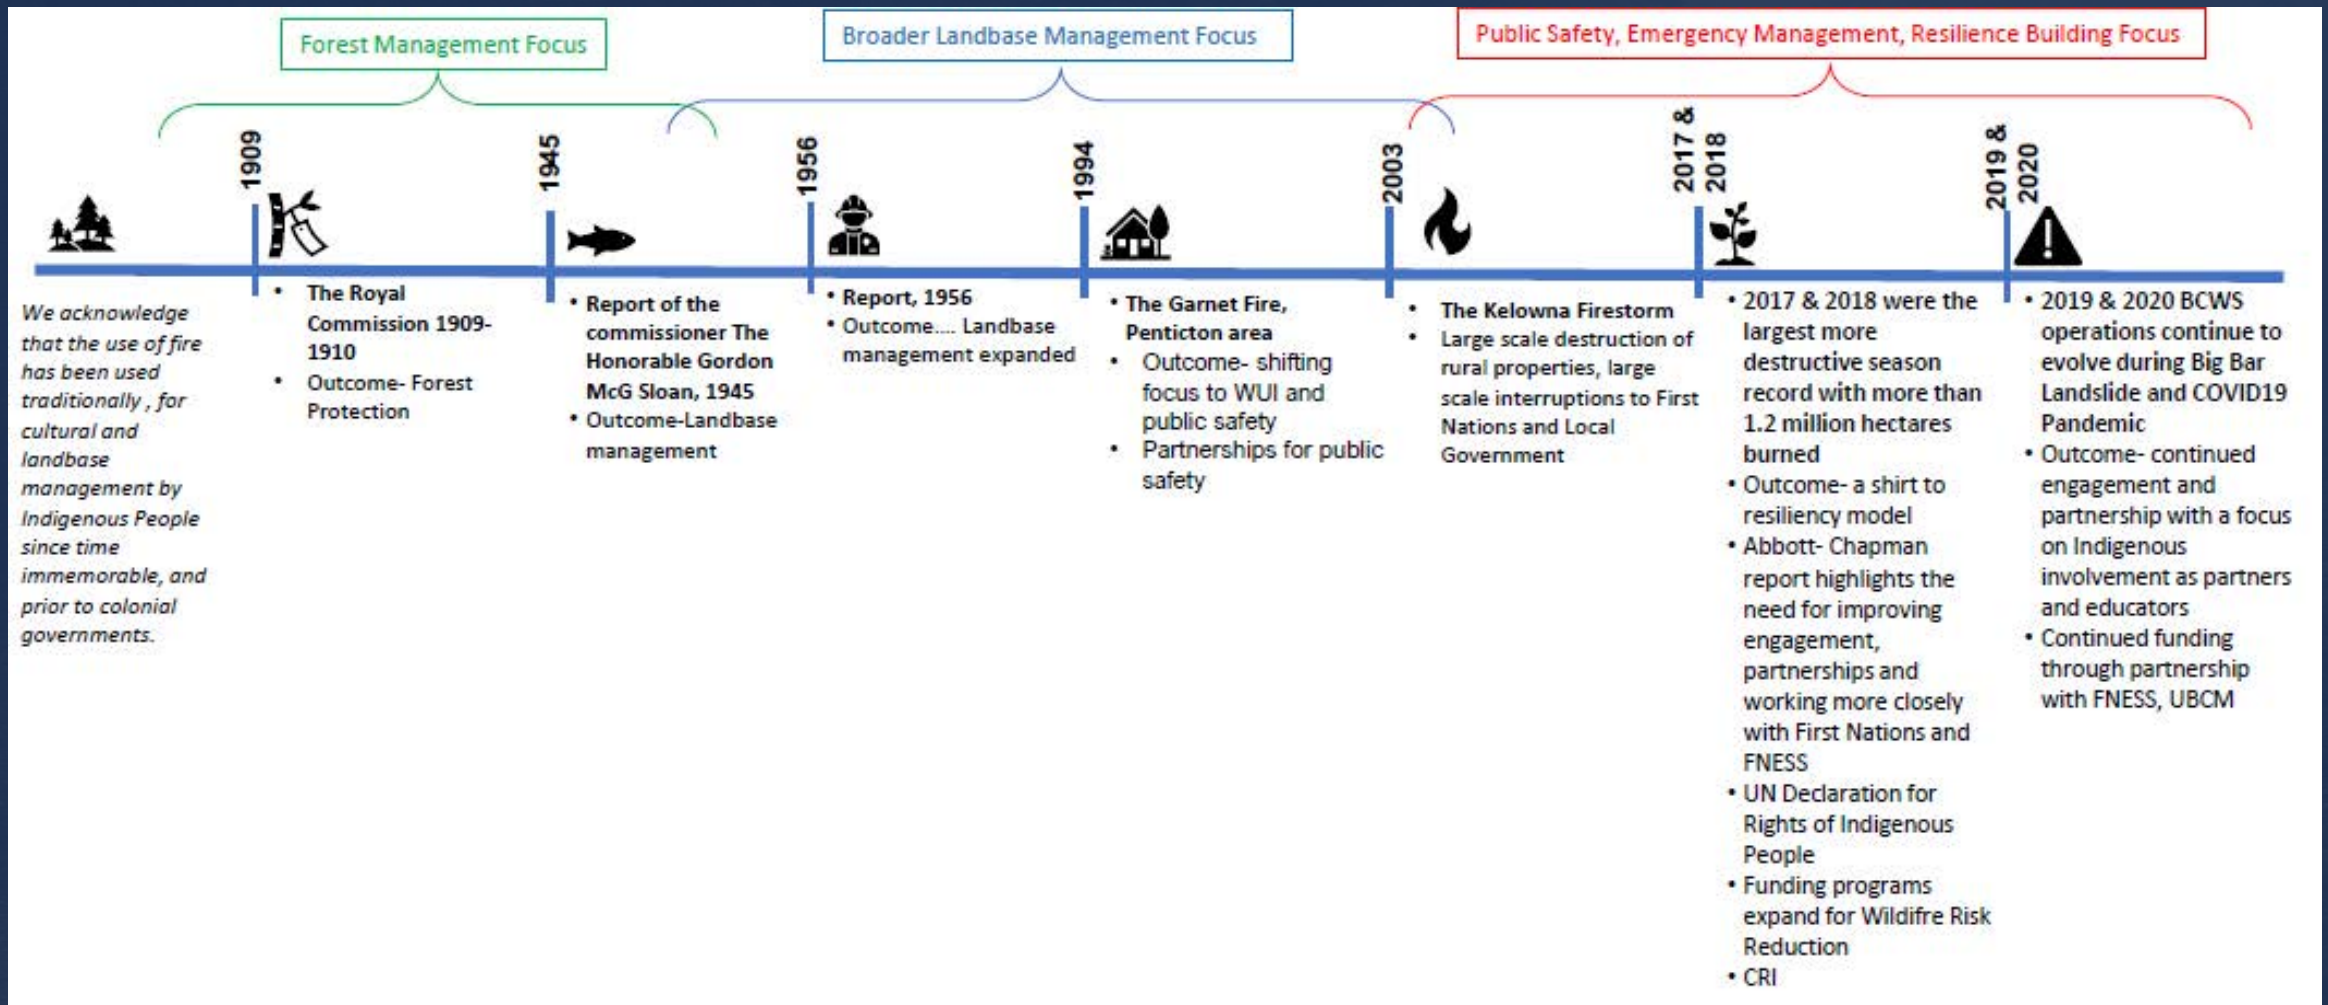 Forest Management Focus
Broader Landbase Management Focus
Public Safety, Emergency Management, Resilience Building Focus
We acknowledge
that the use of fire
has been used
traditionally , for
cultural and
landbase
management by
Indigenous People
since time
immemorable, and
prior to colonial
governments.
1909
• The Royal
Commission 1909-
1910
• Outcome- Forest
Protection
1945
• Report of the
commissioner The
Honorable Gordon
McG Sloan, 1945
• Outcome-Landbase
management
1956
• Report, 1956
• Outcome.... Landbase
management expanded
1994
• The Garnet Fire,
Penticton area
• Outcome- shifting
focus to WUI and
public safety
• Partnerships for public
safety
2003
• The Kelowna Firestorm
• Large scale destruction of
rural properties, large
scale interruptions to First
Nations and Local
Government
2017 &
2018
• 2017 & 2018 were the
largest more
destructive season
record with more than
1.2 million hectares
burned
• Outcome- a shirt to
resiliency model
• Abbott- Chapman
report highlights the
need for improving
engagement,
partnerships and
working more closely
with First Nations and
FNESS
• UN Declaration for
Rights of Indigenous
People
• Funding programs
expand for Wildifre Risk
Reduction
• CRI
2019 &
2020
• 2019 & 2020 BCWS
operations continue to
evolve during Big Bar
Landslide and COVID19
Pandemic
• Outcome- continued
engagement and
partnership with a focus
on Indigenous
involvement as partners
and educators
• Continued funding
through partnership
with FNESS, UBCM